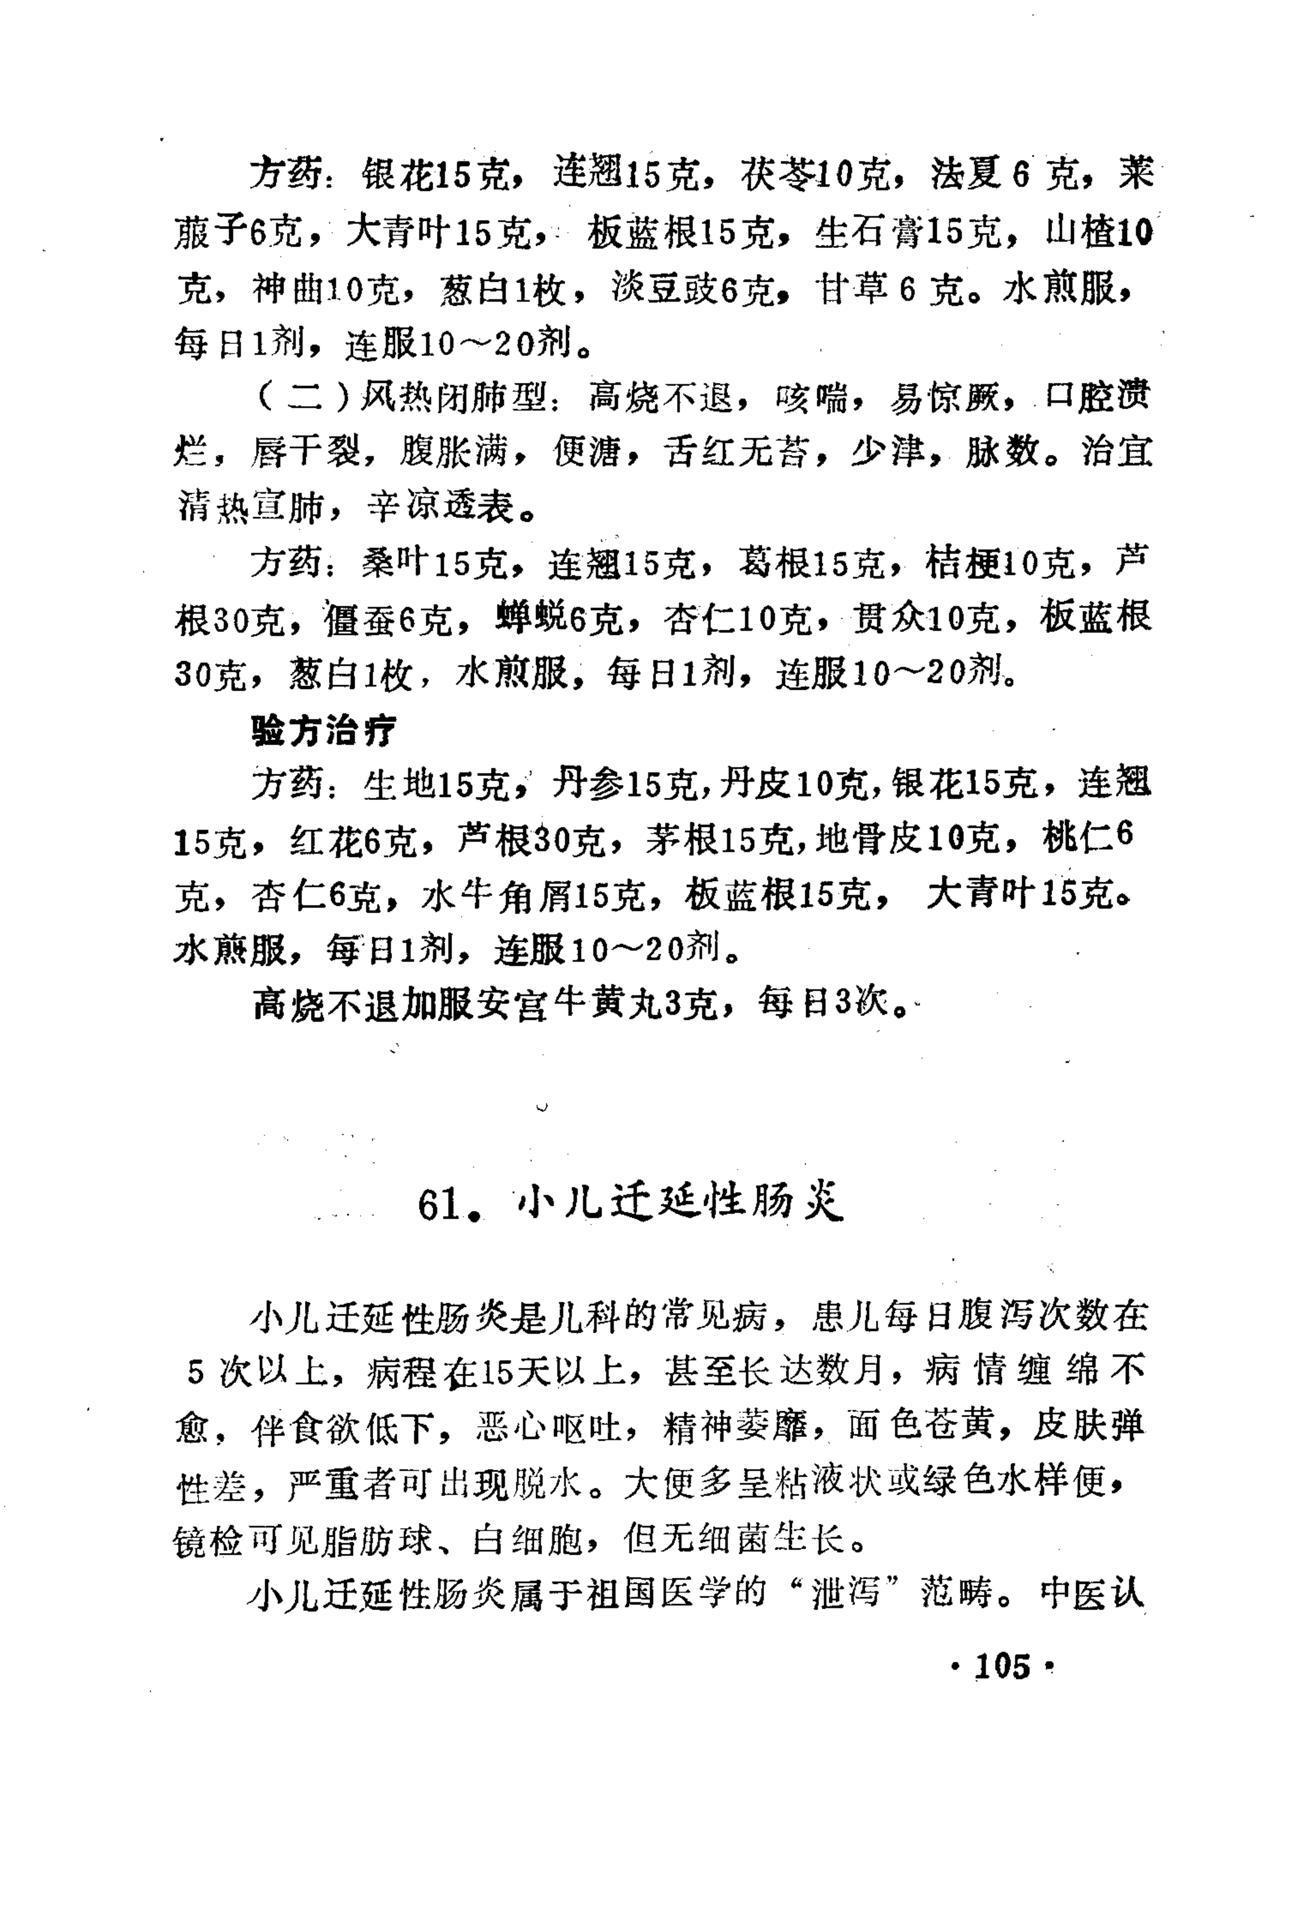 方药：银花15克，连翘15克，茯苓10克，法夏6克，莱
菔子6克，大青叶15克，板蓝根15克，生石膏15克，山楂10
克，神曲10克，葱白1枚，淡豆豉6克，甘草6克。水煎服，
每日1剂，连服10～20剂。
（二）风热闭肺型：高烧不退，咳喘，易惊厥，口腔溃
烂，唇干裂，腹胀满，便溏，舌红无苔，少津，脉数。治宜
清热宣肺，辛凉透表。
方药：桑叶15克，连翘15克，葛根15克，桔梗10克，芦
根30克，僵蚕6克，蝉蜕6克，杏仁10克，贯众10克，板蓝根
30克，葱白1枚，水煎服，每日1剂，连服10～20剂。
验方治疗
方药：生地15克，丹参15克，丹皮10克，银花15克，连翘
15克，红花6克，芦根30克，茅根15克，地骨皮10克，桃仁6
克，杏仁6克，水牛角屑15克，板蓝根15克，大青叶15克。
水煎服，每日1剂，连服10～20剂。
高烧不退加服安宫牛黄丸3克，每日3次。
61．小儿迁延性肠炎
小儿迁延性肠炎是儿科的常见病，患儿每日腹泻次数在
5次以上，病程在15天以上，甚至长达数月，病情缠绵不
愈，伴食欲低下，恶心呕吐，精神萎靡，面色苍黄，皮肤弹
性差，严重者可出现脱水。大便多呈粘液状或绿色水样便，
镜检可见脂肪球、白细胞，但无细菌生长。
小儿迁延性肠炎属于祖国医学的“泄泻”范畴。中医认
·105·